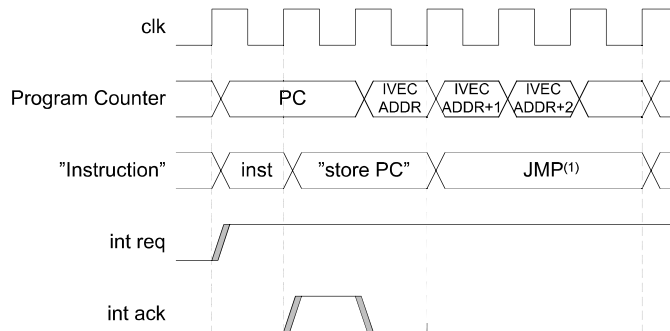 clk
Program Counter
PC
IVEC
ADDR
IVEC
ADDR+1
IVEC
ADDR+2
”Instruction”
inst
”store PC”
JMP(1)
int req
int ack